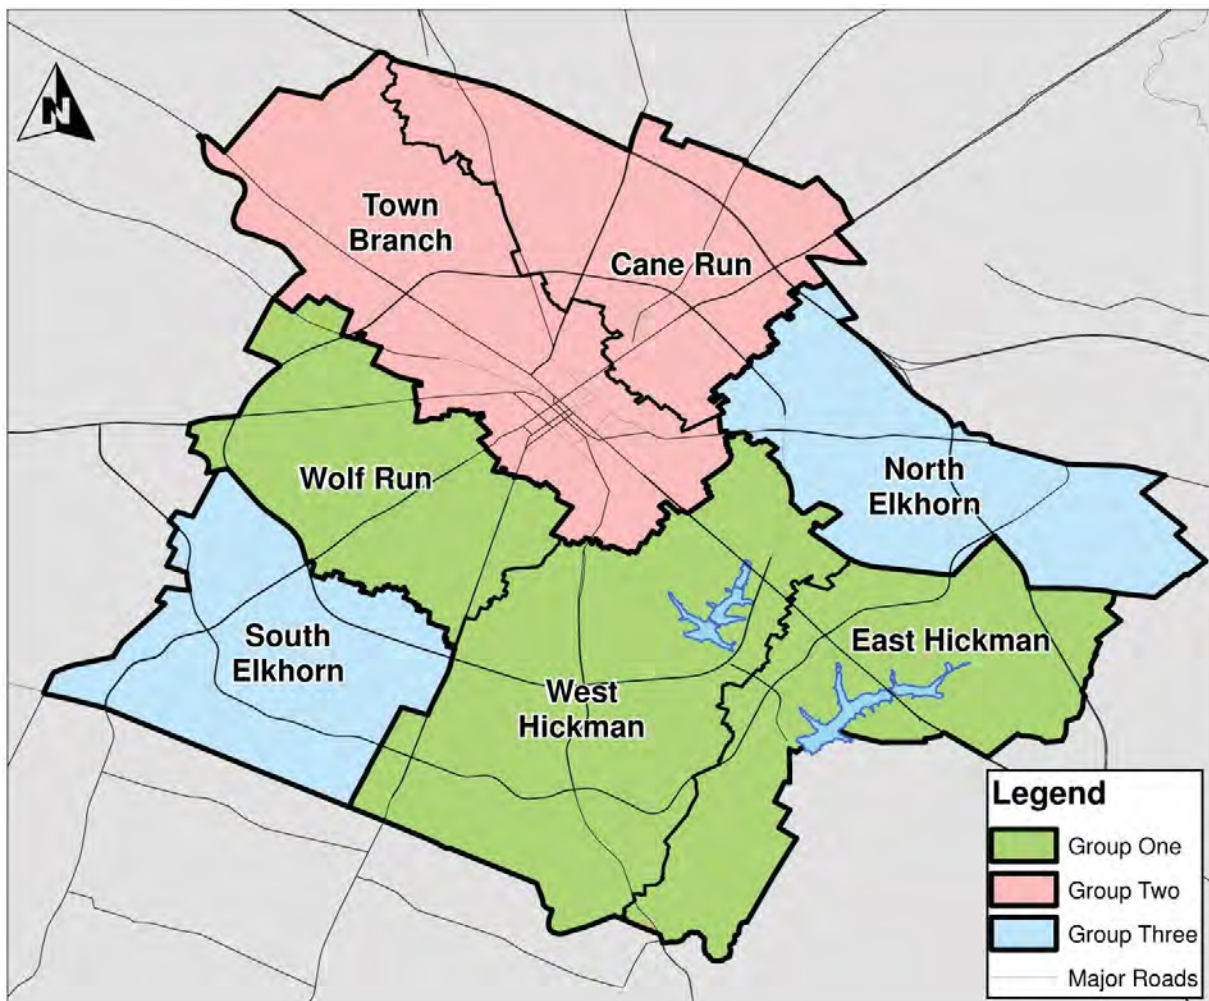 N
Town
Branch
Cane Run
Wolf Run
North
Elkhorn
South
Elkhorn
East Hickman
West
Hickman
Legend
Group One
Group Two
Group Three
Major Roads